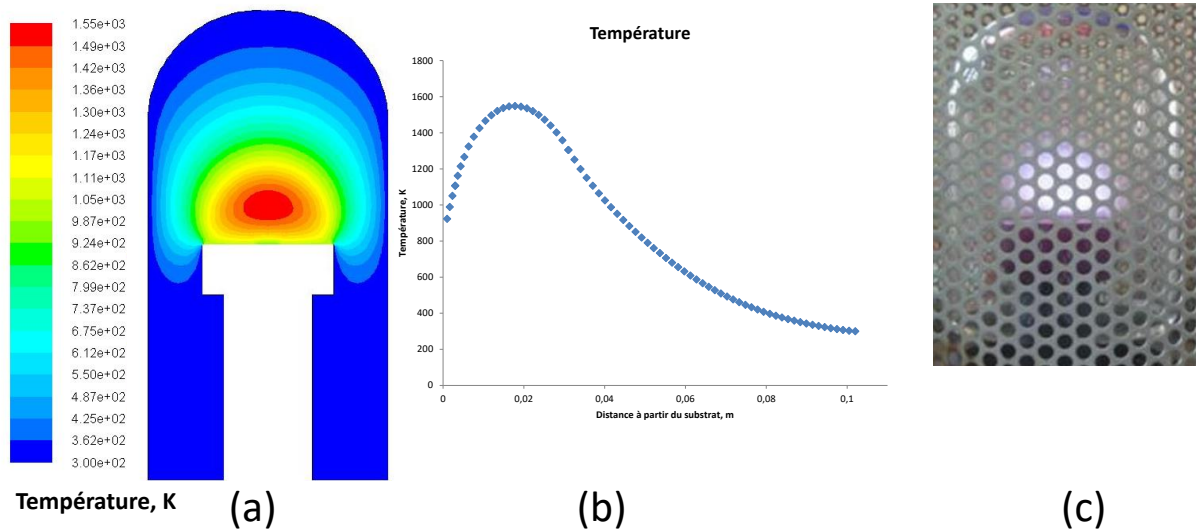 1.55e+03
1.49e+03
1.42e+03
1.36e+03
1.30e+03
1.24e+03
1.17e+03
1.11e+03
1.05e+03
9.87e+02
9.24e+02
8.62e+02
7.99e+02
7.37e+02
6.75e+02
6.12e+02
5.50e+02
4.87e+02
4.25e+02
3.62e+02
3.00e+02
Température, K
(a)
Température
1800
1600
1400
1200
1000
800
600
400
200
0
Température, K
0
0,02
0,04
0,06
0,08
0,1
Distance à partir du substrat, m
(b)
(c)